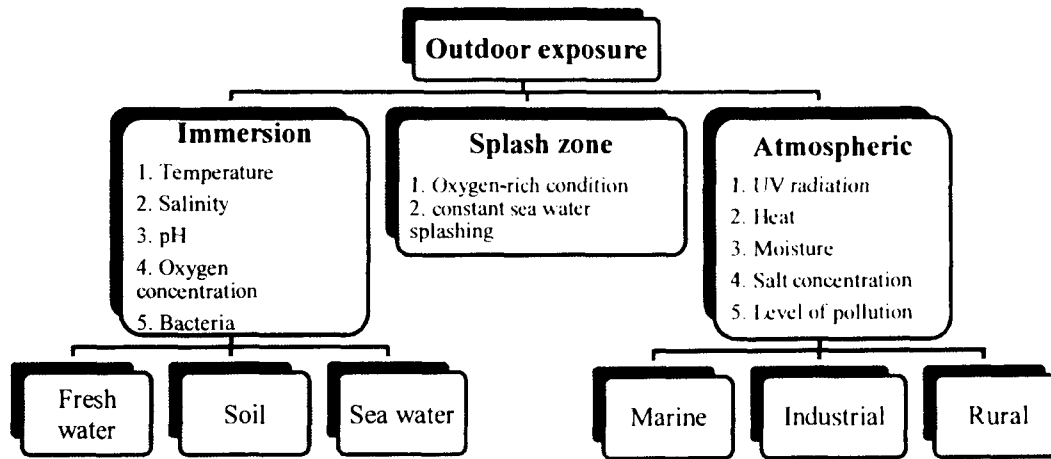 Outdoor exposure
Immersion
1. Temperature
2. Salinity
3. pH
4. Oxygen
concentration
5. Bacteria
Splash zone
1. Oxygen-rich condition
2. constant sea water
splashing
Atmospheric
1. UV radiation
2. Heat
3. Moisture
4. Salt concentration
5. Level of pollution
Fresh
water
Soil
Sea water
Marine
Industrial
Rural